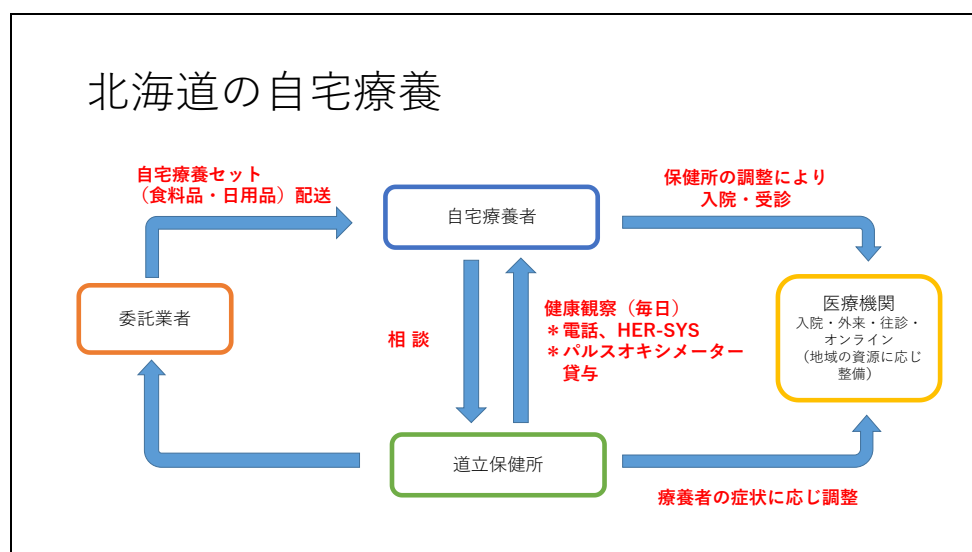 北海道の自宅療養
自宅療養セット
（食料品・日用品）配送
保健所の調整により
入院・受診
自宅療養者
委託業者
相 談
健康観察（毎日）
＊電話、HER-SYS
＊パルスオキシメーター
貸与
医療機関
入院・外来・往診・
オンライン
（地域の資源に応じ
整備）
道立保健所
療養者の症状に応じ調整